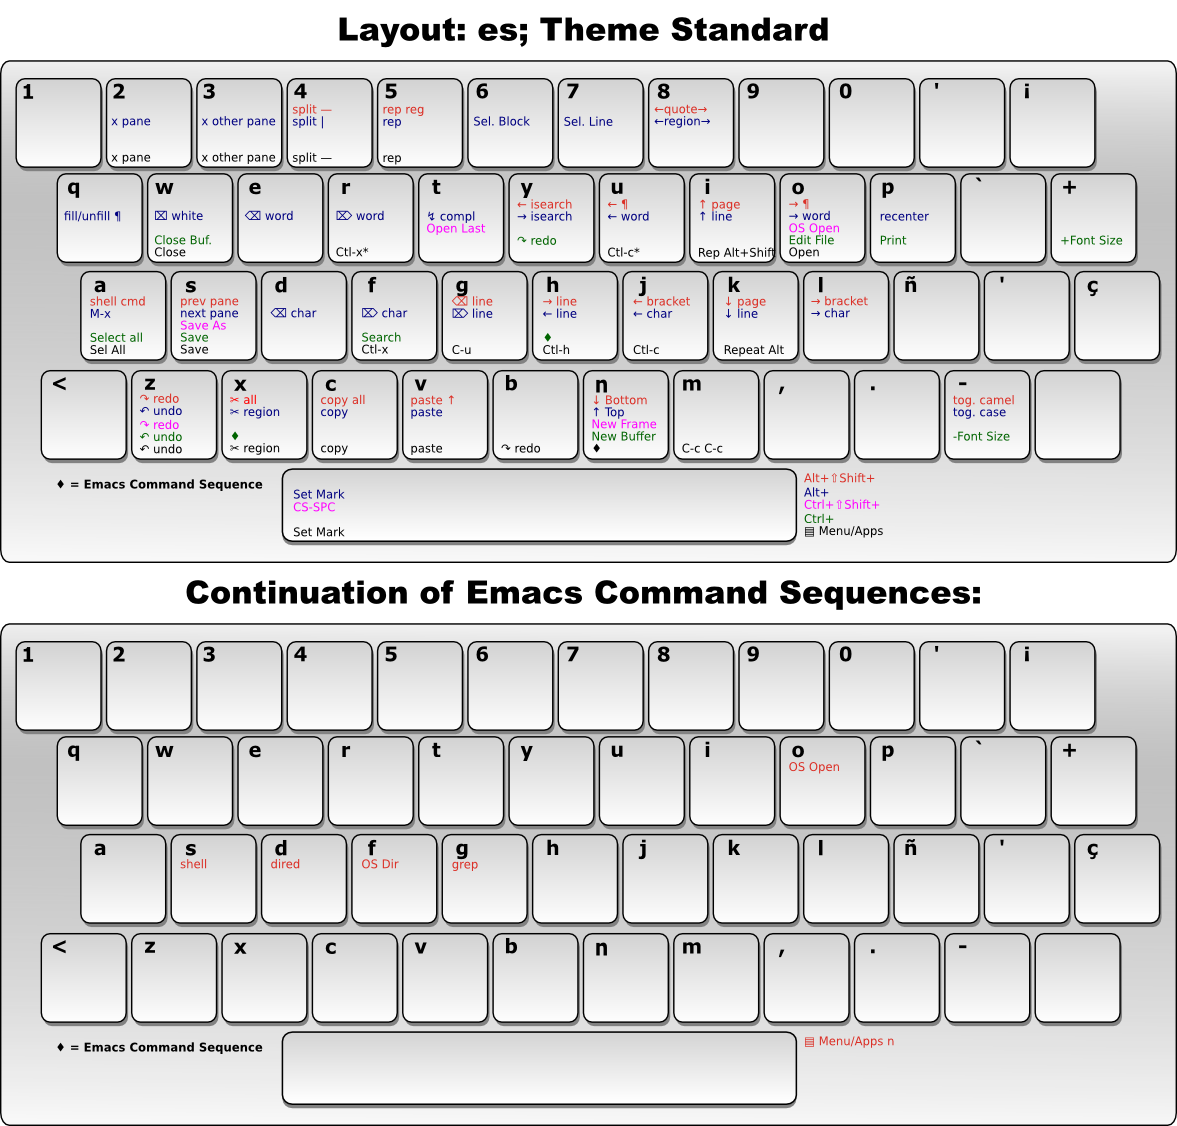 Layout: es; Theme Standard
1 2 3 4 5 6 7 8 9 0 ' ¡
split — rep reg ←quote→
x pane x other pane split | rep Sel. Block Sel. Line ←region→
x pane x other pane split — rep
q w e r t y u i o p ` +
← isearch ← ¶ ↑ page → ¶
fill/unfill ¶ ⌧ white ⌫ word ⌦ word ↯ compl → isearch ← word ↑ line → word recenter
Open Last OS Open
Close Buf. ↷ redo Edit File Print +Font Size
Close Ctl-x* Ctl-c* Rep Alt+Shift Open
a s d f g h j k l ñ ' ç
shell cmd prev pane ⌫ line → line ← bracket ↓ page → bracket
M-x next pane ⌫ char ⌦ char ⌦ line ← line ← char ↓ line → char
Save As
Select all Save Search ♦
Sel All Save Ctl-x C-u Ctl-h Ctl-c Repeat Alt
< z x c v b n m , . -
↷ redo ✂ all copy all paste ↑ ↓ Bottom tog. camel
↶ undo ✂ region copy paste ↑ Top tog. case
↷ redo New Frame
↶ undo ♦ New Buffer -Font Size
↶ undo ✂ region copy paste ↷ redo ♦ C-c C-c
♦ = Emacs Command Sequence
Set Mark
CS-SPC
Set Mark
Alt+⇧Shift+
Alt+
Ctrl+⇧Shift+
Ctrl+
▤ Menu/Apps
Continuation of Emacs Command Sequences:
1 2 3 4 5 6 7 8 9 0 ' ¡
q w e r t y u i o p ` +
OS Open
a s d f g h j k l ñ ' ç
shell dired OS Dir grep
< z x c v b n m , . -
♦ = Emacs Command Sequence
▤ Menu/Apps n